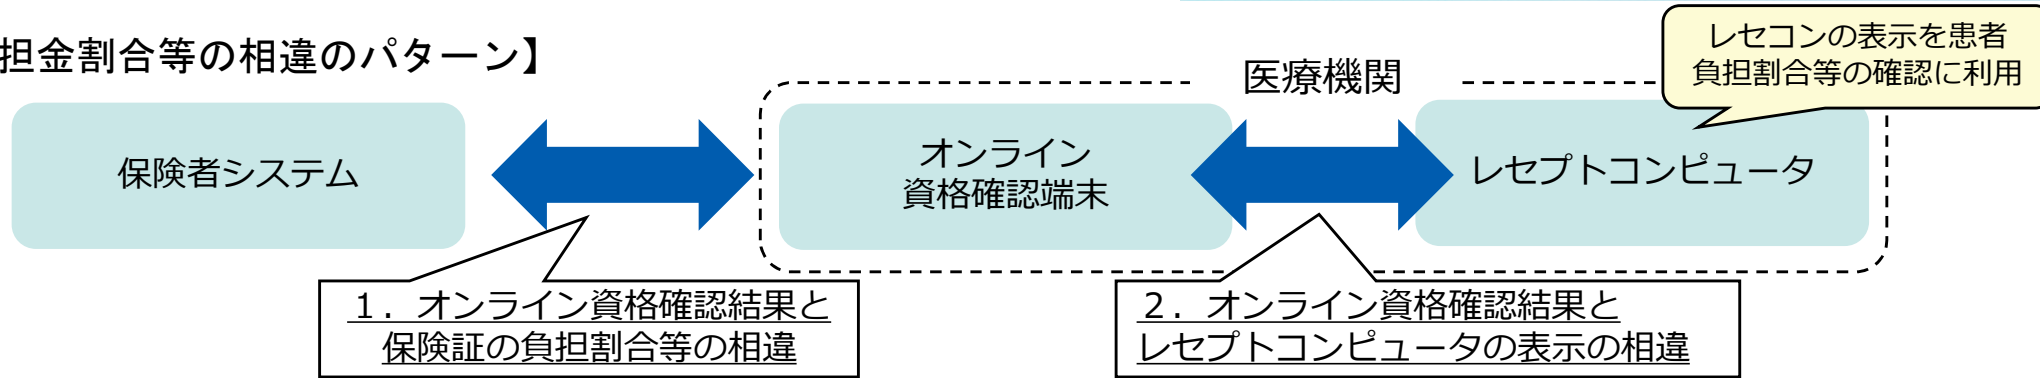 担金割合等の相違のパターン】
レセコンの表示を患者
負担割合等の確認に利用
医療機関
保険者システム
オンライン
資格確認端末
レセプトコンピュータ
１．オンライン資格確認結果と
保険証の負担割合等の相違
２．オンライン資格確認結果と
レセプトコンピュータの表示の相違